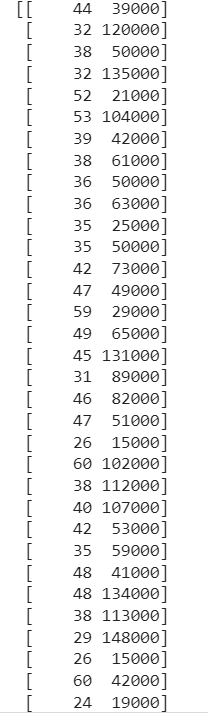 [[    44  39000]
[    32 120000]
[    38  50000]
[    32 135000]
[    52  21000]
[    53 104000]
[    39  42000]
[    38  61000]
[    36  50000]
[    36  63000]
[    35  25000]
[    35  50000]
[    42  73000]
[    47  49000]
[    59  29000]
[    49  65000]
[    45 131000]
[    31  89000]
[    46  82000]
[    47  51000]
[    26  15000]
[    60 102000]
[    38 112000]
[    40 107000]
[    42  53000]
[    35  59000]
[    48  41000]
[    48 134000]
[    38 113000]
[    29 148000]
[    26  15000]
[    60  42000]
[    24  19000]